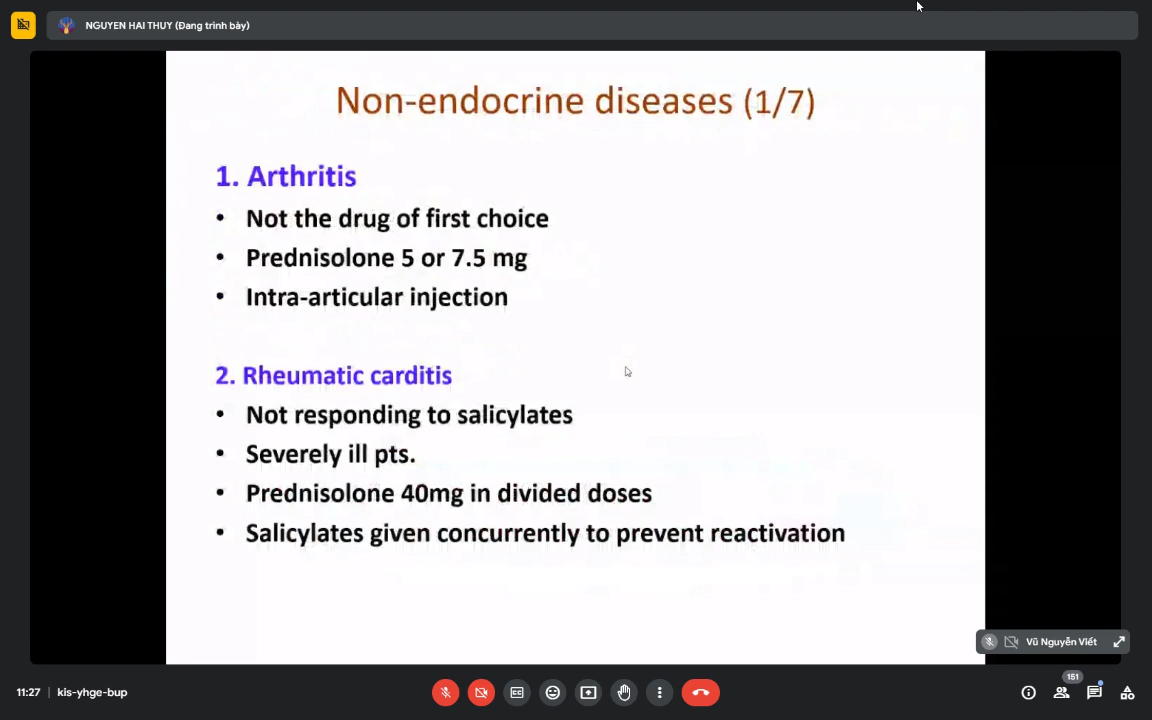 NGUYEN HAI THUY (Đang trình bày)
Non-endocrine diseases (1/7)
1. Arthritis
• Not the drug of first choice
• Prednisolone 5 or 7.5 mg
• Intra-articular injection
2. Rheumatic carditis
• Not responding to salicylates
• Severely ill pts.
• Prednisolone 40mg in divided doses
• Salicylates given concurrently to prevent reactivation
Vũ Nguyễn Viết
11:27 | kis-yhge-bup
151